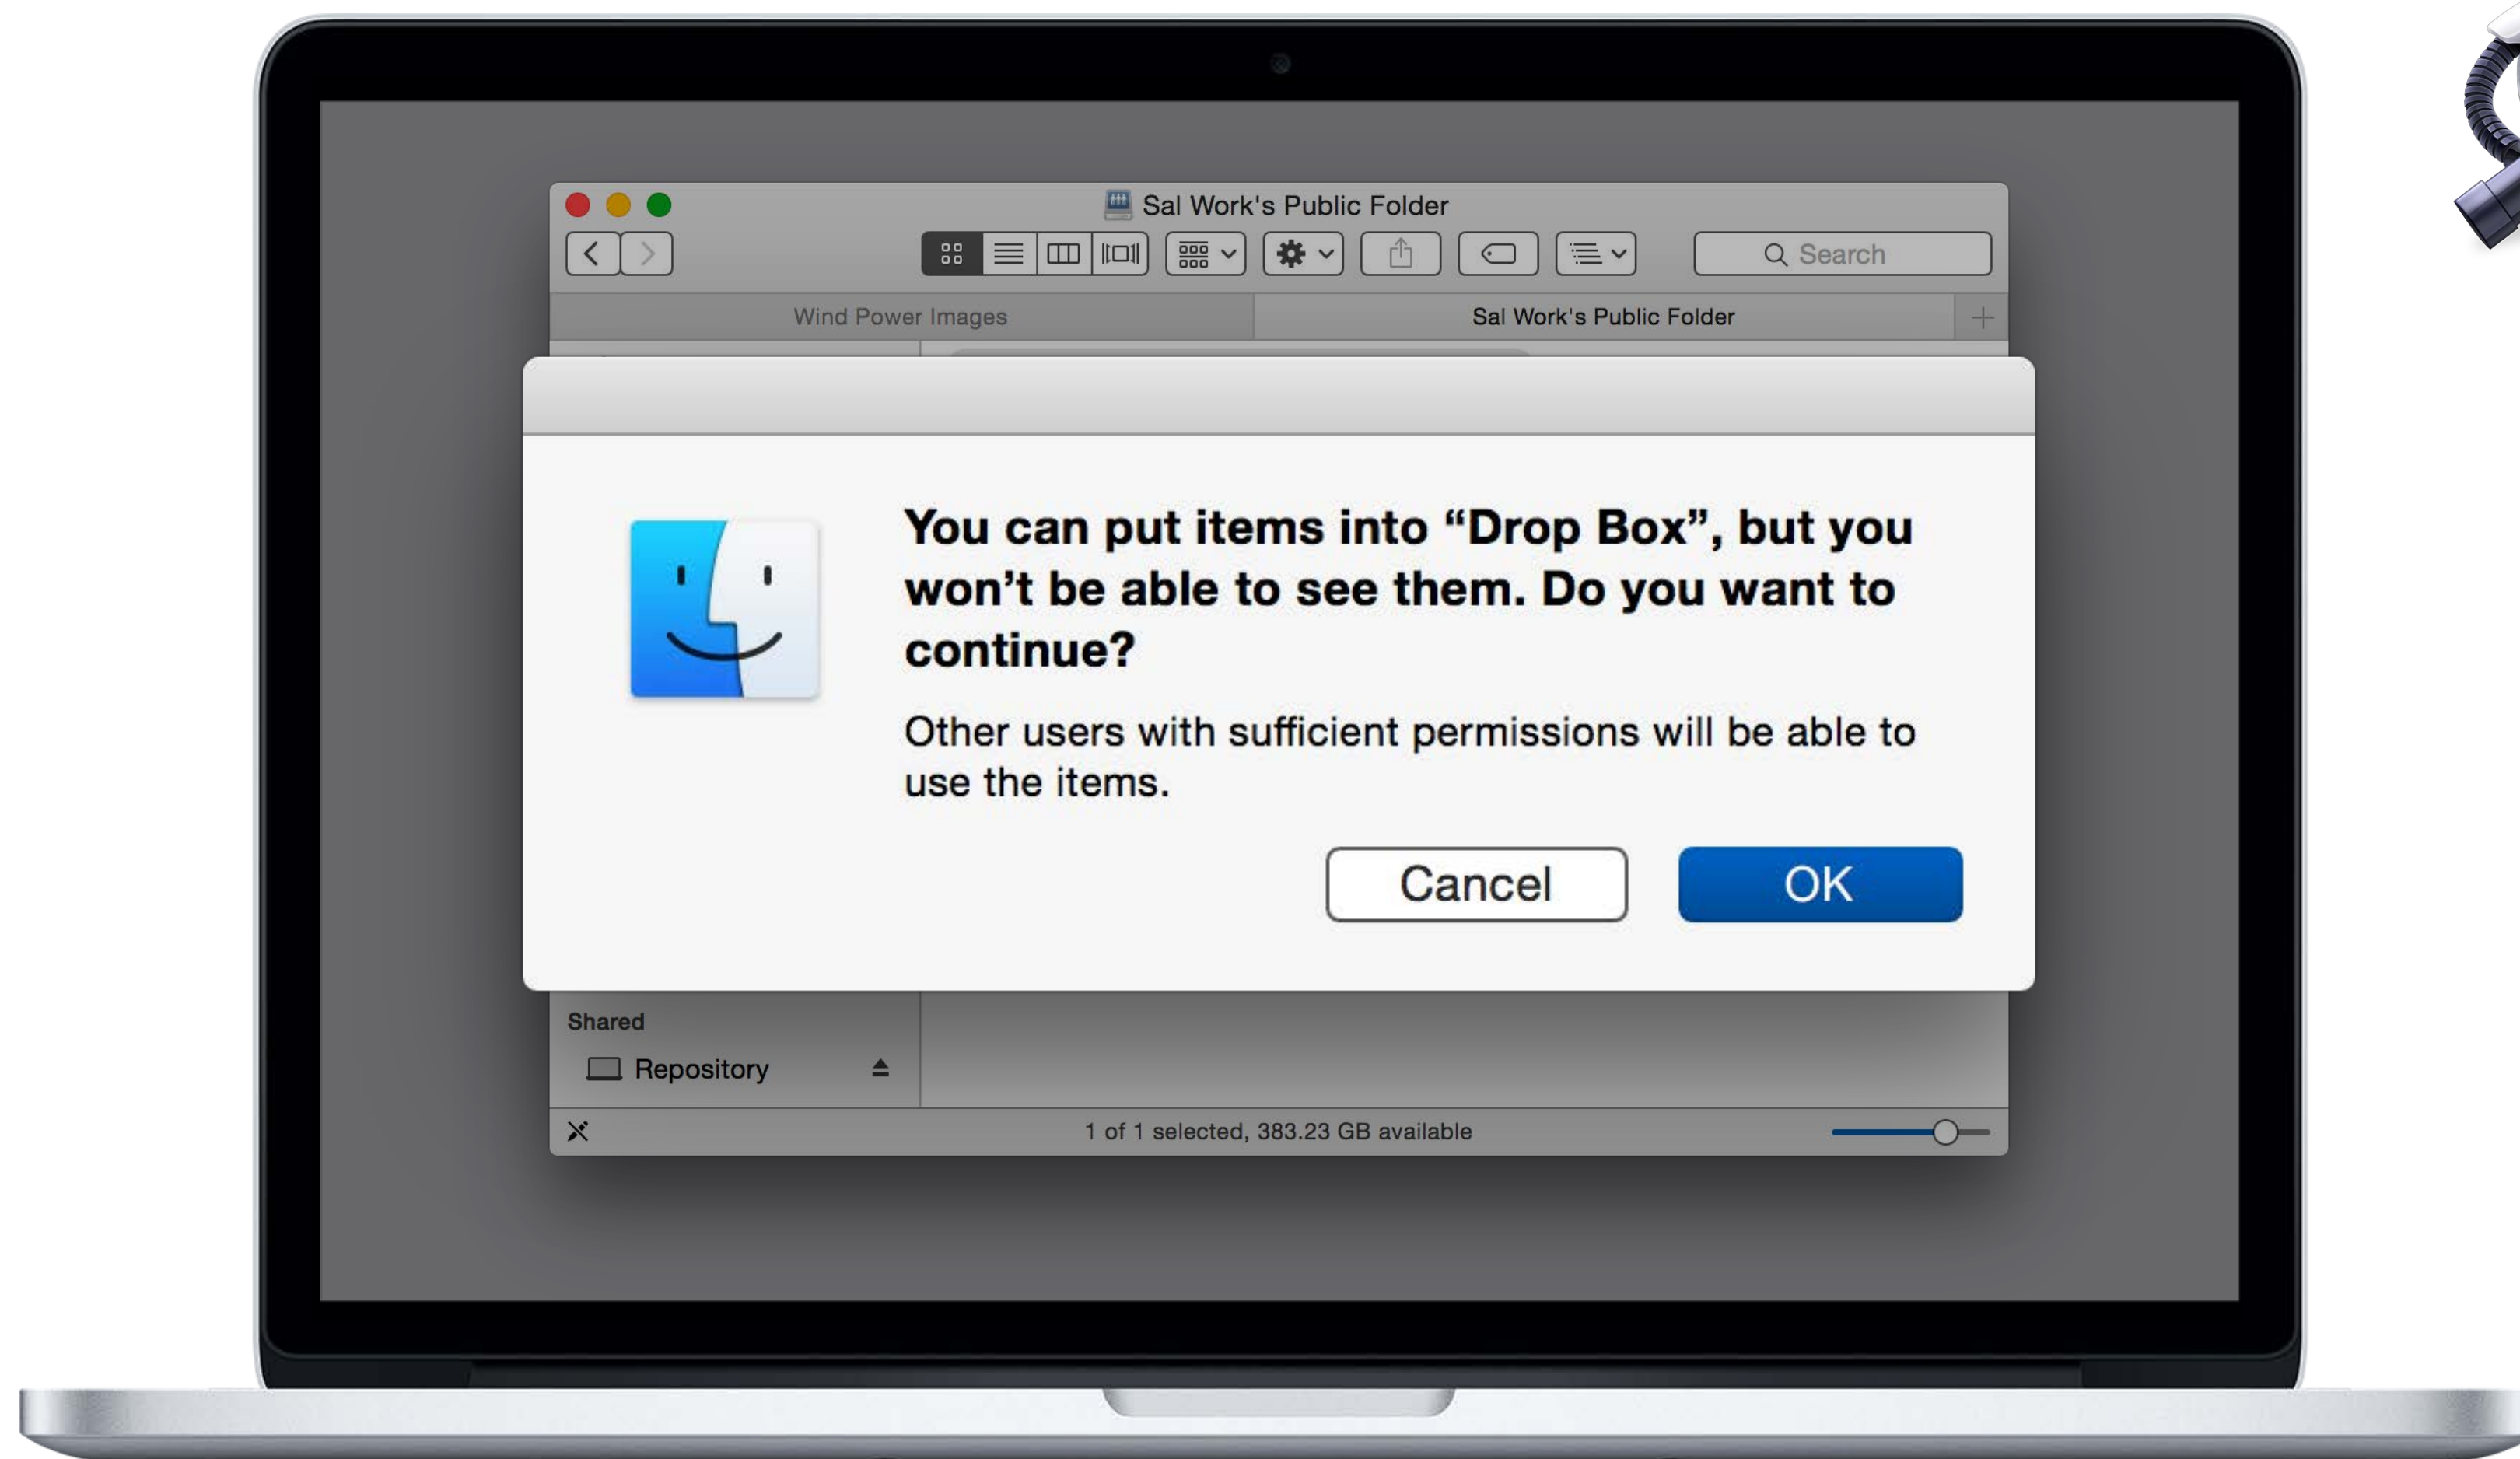 Sal Work's Public Folder
Search
Wind Power Images
Sal Work's Public Folder
You can put items into “Drop Box”, but you
won’t be able to see them. Do you want to
continue?
Other users with sufficient permissions will be able to
use the items.
Cancel
OK
Shared
Repository
1 of 1 selected, 383.23 GB available